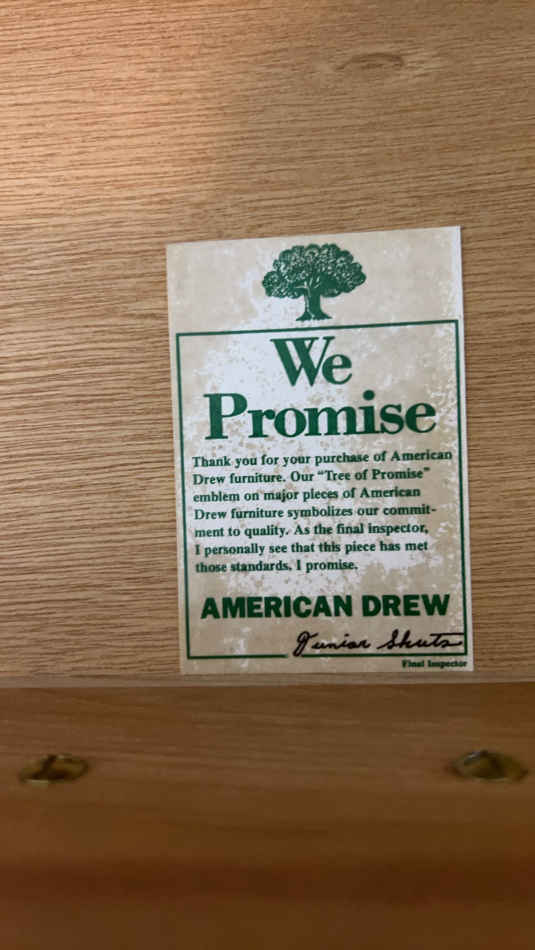 We
Promise
Thank you for your purchase of American
Drew furniture. Our “Tree of Promise”
emblem on major pieces of American
Drew furniture symbolizes our commit-
ment to quality. As the final inspector,
I personally see that this piece has met
those standards, I promise.
AMERICAN DREW
Junior Shuts
Final Inspector